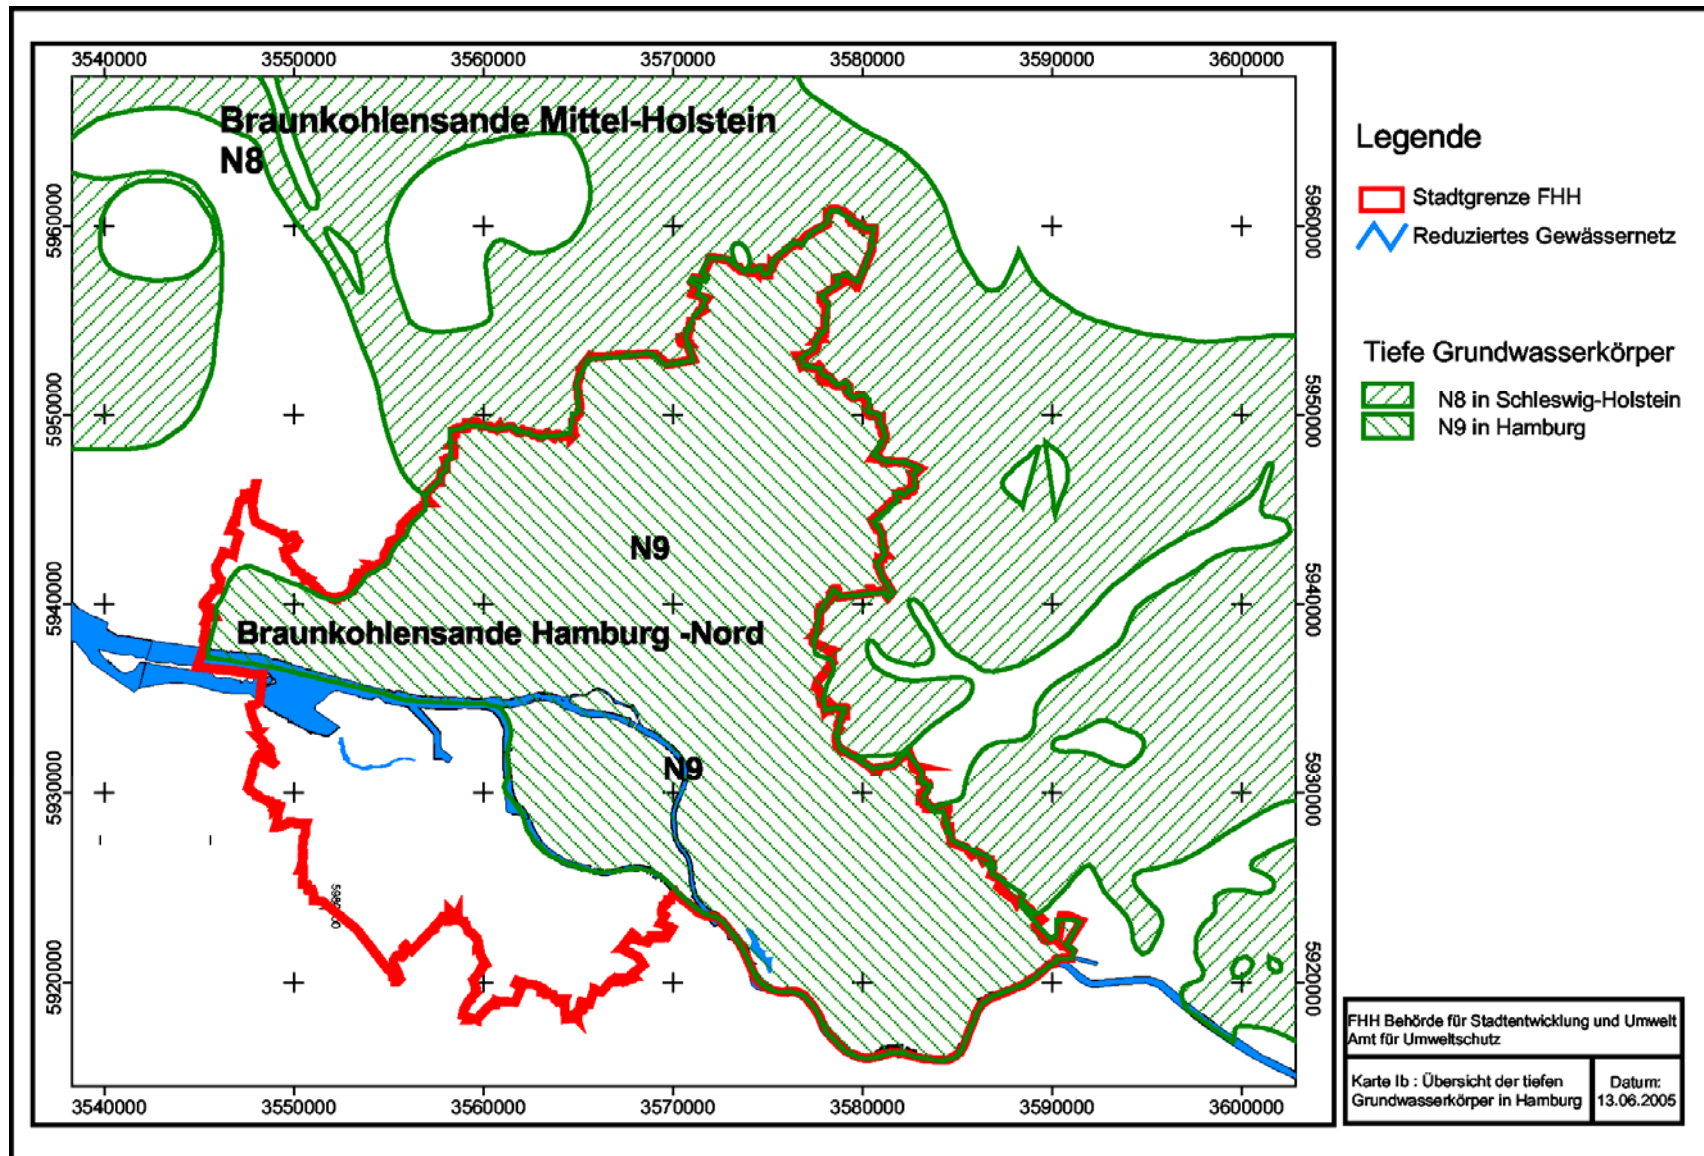 3540000 3550000 3560000 3570000 3580000 3590000 3600000
Braunkohlensande Mittel-Holstein
N8
5960000 5960000
5950000 5950000
N9
5940000 5940000
Braunkohlensande Hamburg -Nord
N9
5930000 5930000
5920000 5920000
3540000 3550000 3560000 3570000 3580000 3590000 3600000
Legende
Stadtgrenze FHH
Reduziertes Gewässernetz
Tiefe Grundwasserkörper
N8 in Schleswig-Holstein
N9 in Hamburg
FHH Behörde für Stadtentwicklung und Umwelt
Amt für Umweltschutz
Karte Ib : Übersicht der tiefen
Grundwasserkörper in Hamburg
Datum:
13.06.2005